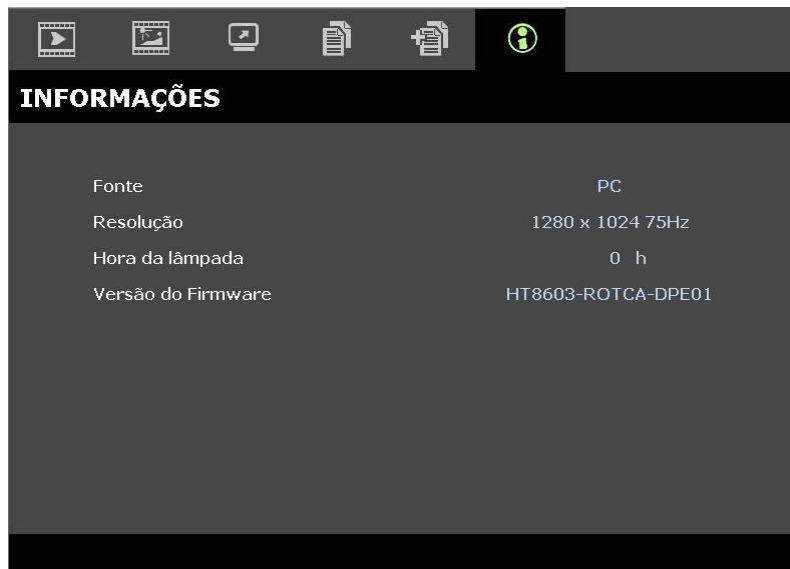 INFORMAÇÕES
Fonte PC
Resolução 1280 x 1024 75Hz
Hora da lâmpada 0 h
Versão do Firmware HT8603-ROTCA-DPE01